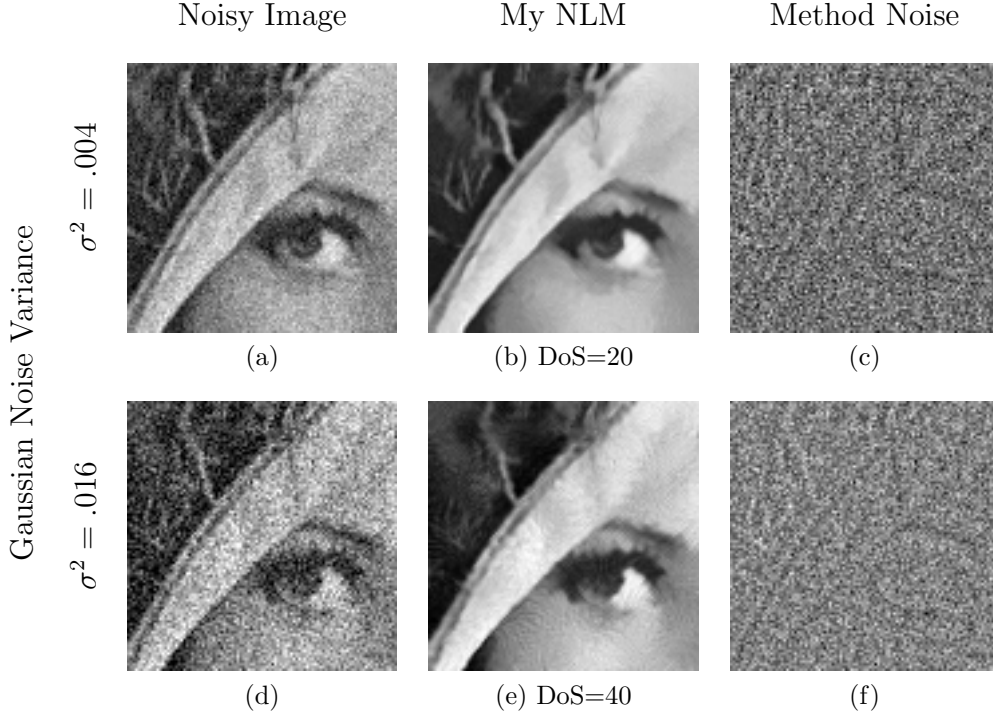 Noisy Image
My NLM
Method Noise
Gaussian Noise Variance
σ² = .004
(a)
(b) DoS=20
(c)
σ² = .016
(d)
(e) DoS=40
(f)